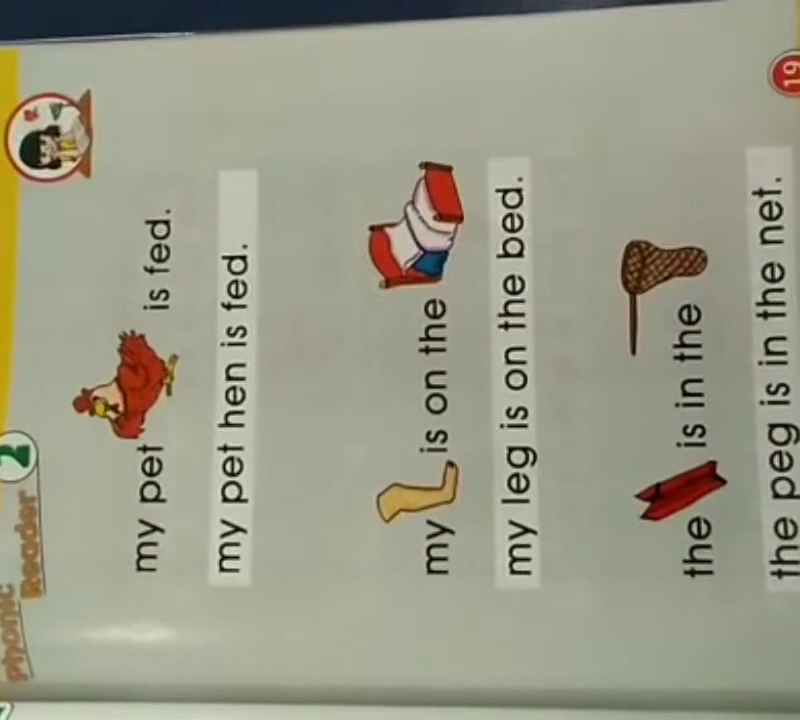 Phonic
Reader 2
my pet is fed.
my pet hen is fed.
my is on the
my leg is on the bed.
the is in the
the peg is in the net.
19